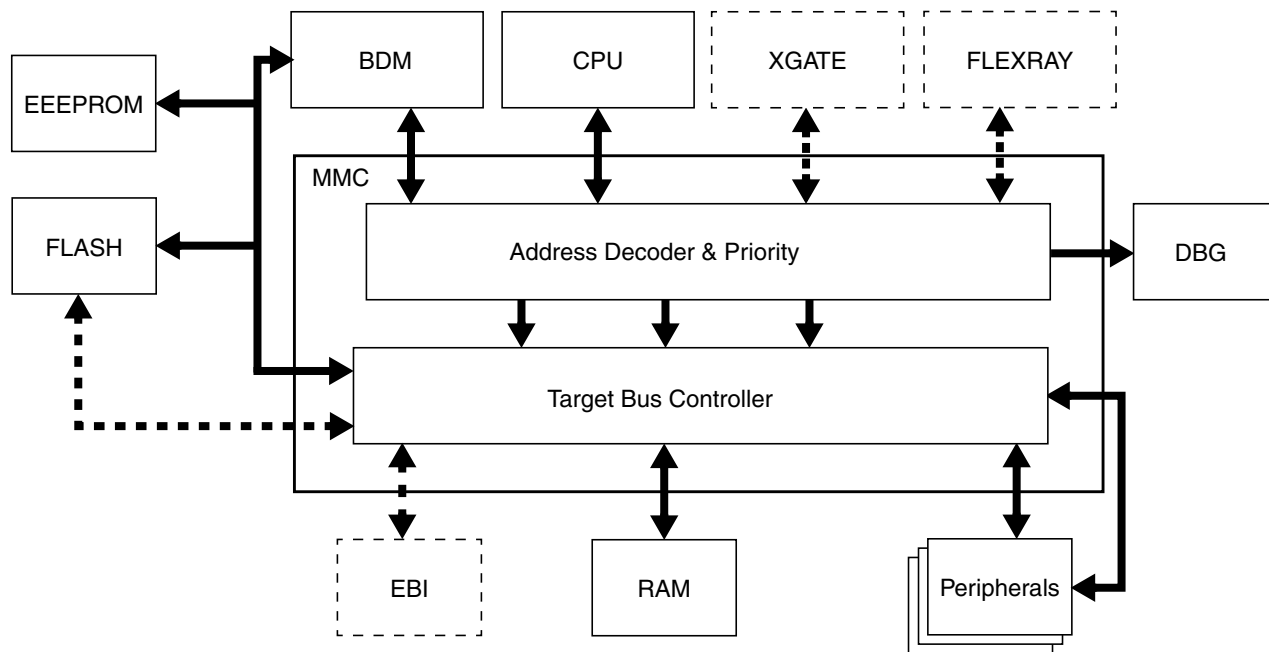 BDM
CPU
XGATE
FLEXRAY
EEEPROM
MMC
FLASH
Address Decoder & Priority
DBG
Target Bus Controller
EBI
RAM
Peripherals